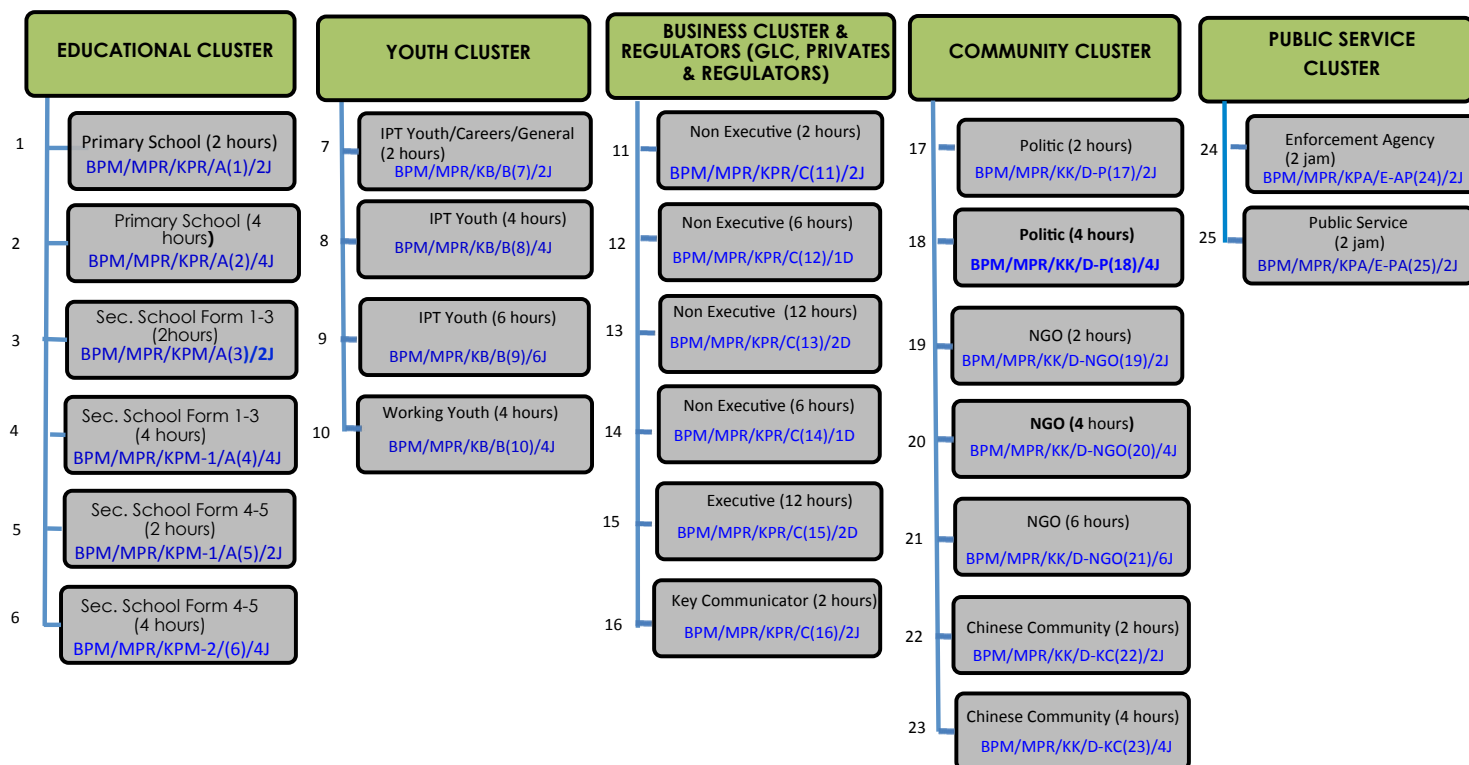 EDUCATIONAL CLUSTER
1
Primary School (2 hours)
BPM/MPR/KPR/A(1)/2J
2
Primary School (4
hours)
BPM/MPR/KPR/A(2)/4J
3
Sec. School Form 1-3
(2hours)
BPM/MPR/KPM/A(3)/2J
4
Sec. School Form 1-3
(4 hours)
BPM/MPR/KPM-1/A(4)/4J
5
Sec. School Form 4-5
(2 hours)
BPM/MPR/KPM-1/A(5)/2J
6
Sec. School Form 4-5
(4 hours)
BPM/MPR/KPM-2/(6)/4J
YOUTH CLUSTER
7
IPT Youth/Careers/General
(2 hours)
BPM/MPR/KB/B(7)/2J
8
IPT Youth (4 hours)
BPM/MPR/KB/B(8)/4J
9
IPT Youth (6 hours)
BPM/MPR/KB/B(9)/6J
10
Working Youth (4 hours)
BPM/MPR/KB/B(10)/4J
BUSINESS CLUSTER &
REGULATORS (GLC, PRIVATES
& REGULATORS)
11
Non Executive (2 hours)
BPM/MPR/KPR/C(11)/2J
12
Non Executive (6 hours)
BPM/MPR/KPR/C(12)/1D
13
Non Executive (12 hours)
BPM/MPR/KPR/C(13)/2D
14
Non Executive (6 hours)
BPM/MPR/KPR/C(14)/1D
15
Executive (12 hours)
BPM/MPR/KPR/C(15)/2D
16
Key Communicator (2 hours)
BPM/MPR/KPR/C(16)/2J
COMMUNITY CLUSTER
17
Politic (2 hours)
BPM/MPR/KK/D-P(17)/2J
18
Politic (4 hours)
BPM/MPR/KK/D-P(18)/4J
19
NGO (2 hours)
BPM/MPR/KK/D-NGO(19)/2J
20
NGO (4 hours)
BPM/MPR/KK/D-NGO(20)/4J
21
NGO (6 hours)
BPM/MPR/KK/D-NGO(21)/6J
22
Chinese Community (2 hours)
BPM/MPR/KK/D-KC(22)/2J
23
Chinese Community (4 hours)
BPM/MPR/KK/D-KC(23)/4J
PUBLIC SERVICE
CLUSTER
24
Enforcement Agency
(2 jam)
BPM/MPR/KPA/E-AP(24)/2J
25
Public Service
(2 jam)
BPM/MPR/KPA/E-PA(25)/2J